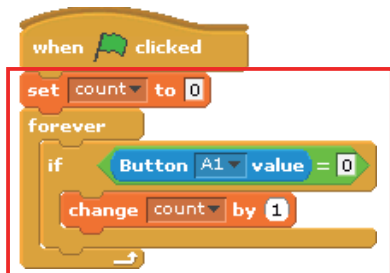 when clicked
set count to 0
forever
if Button A1 value = 0
change count by 1